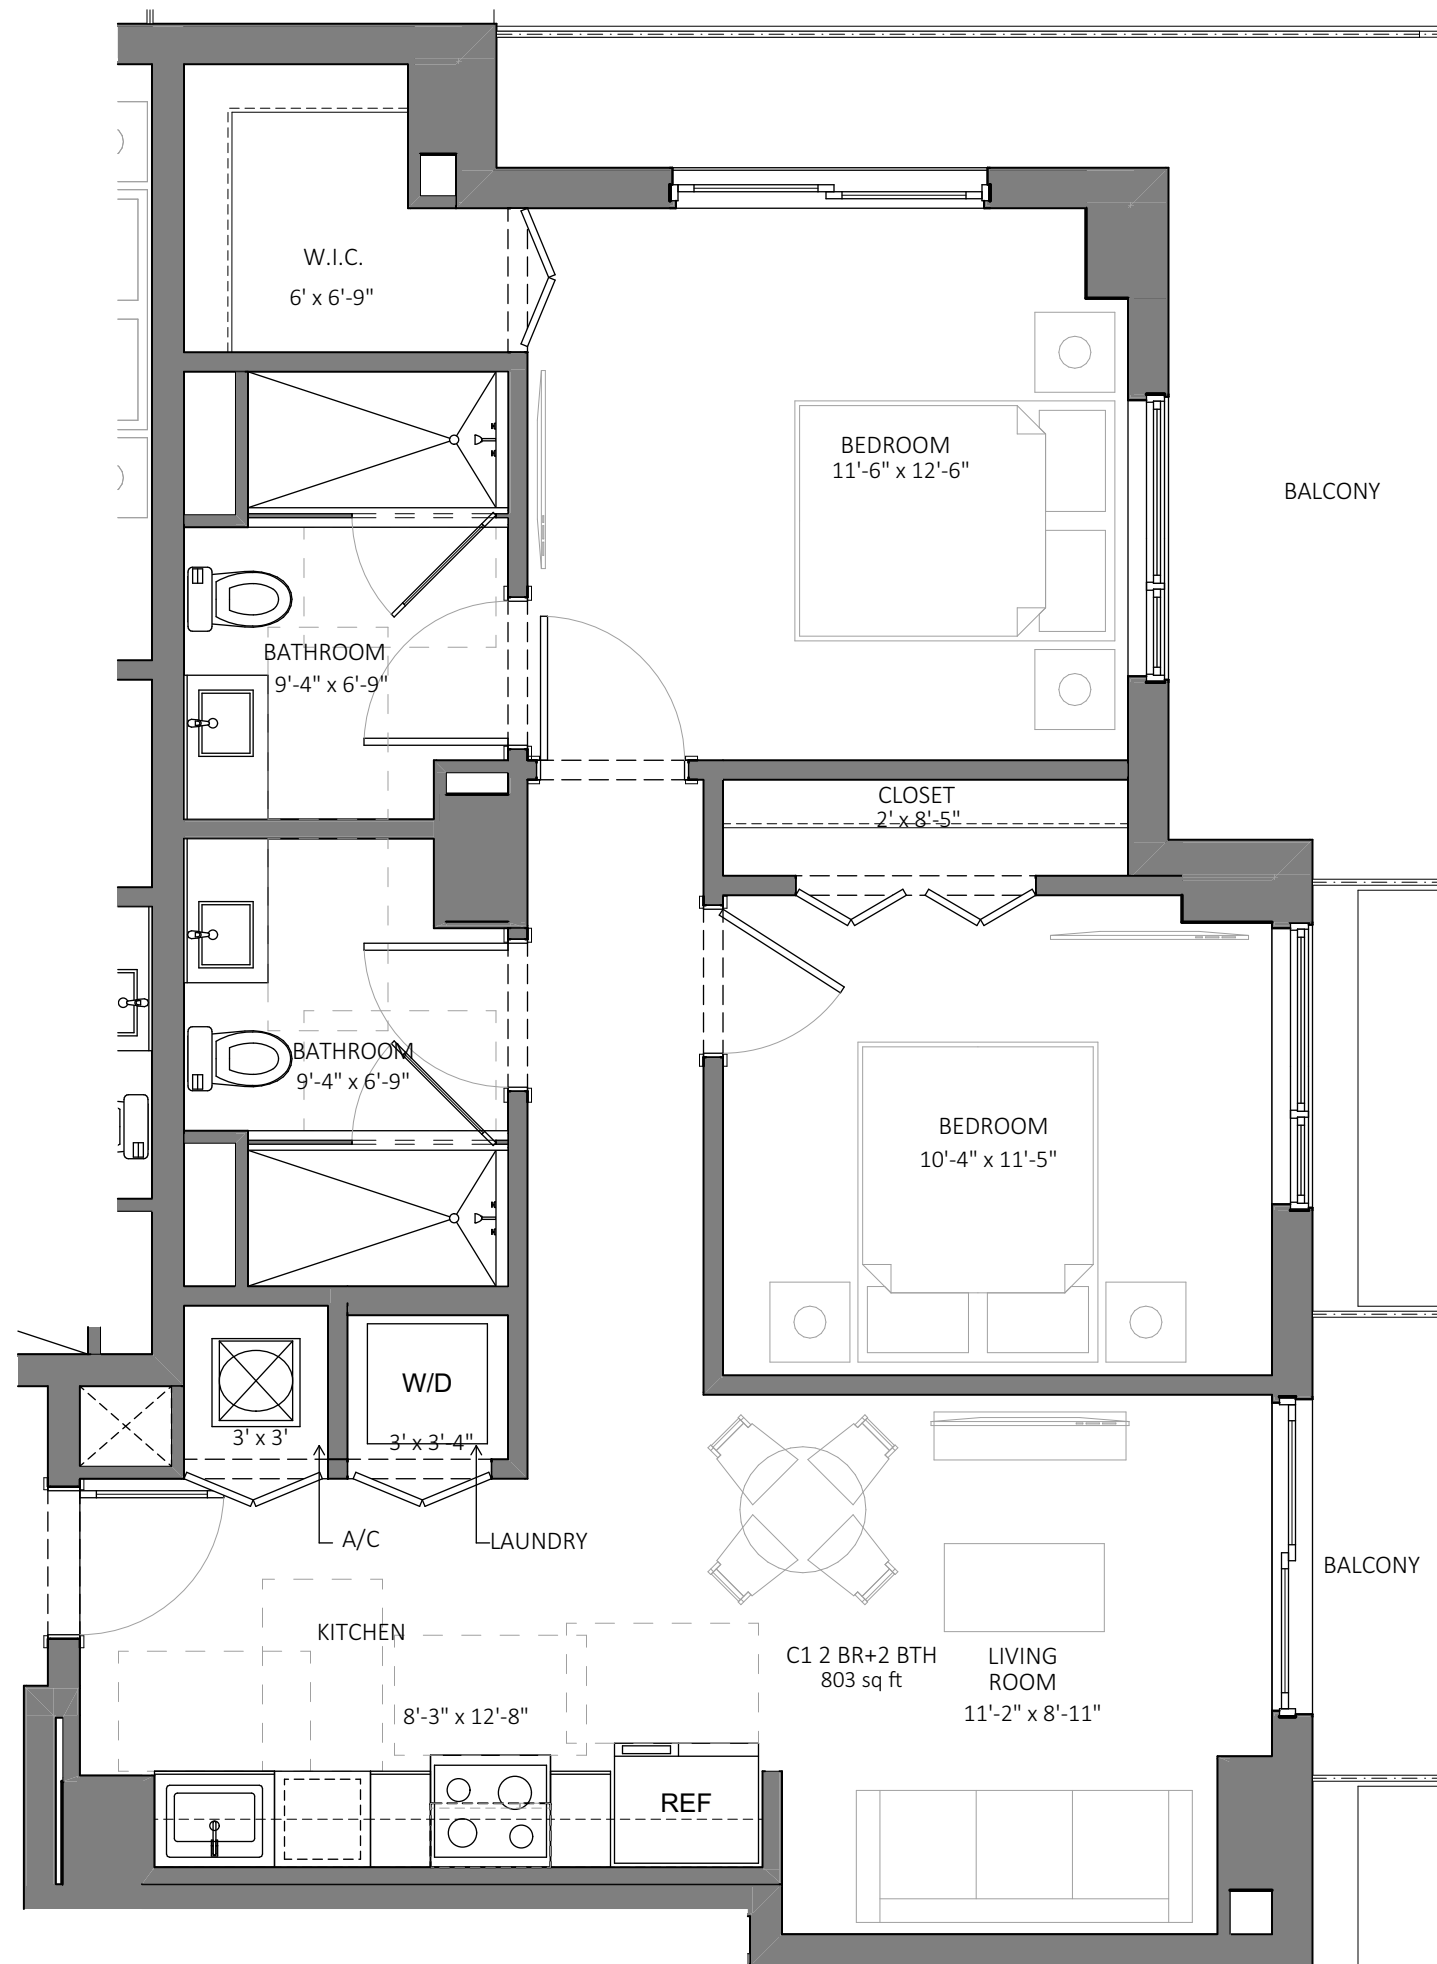 W.I.C.
6' x 6'-9"
BEDROOM
11'-6" x 12'-6"
BALCONY
BATHROOM
9'-4" x 6'-9"
CLOSET
2' x 8'-5"
BATHROOM
9'-4" x 6'-9"
BEDROOM
10'-4" x 11'-5"
W/D
3' x 3'
3' x 3'-4"
A/C
LAUNDRY
BALCONY
KITCHEN
8'-3" x 12'-8"
C1 2 BR+2 BTH
803 sq ft
LIVING
ROOM
11'-2" x 8'-11"
REF